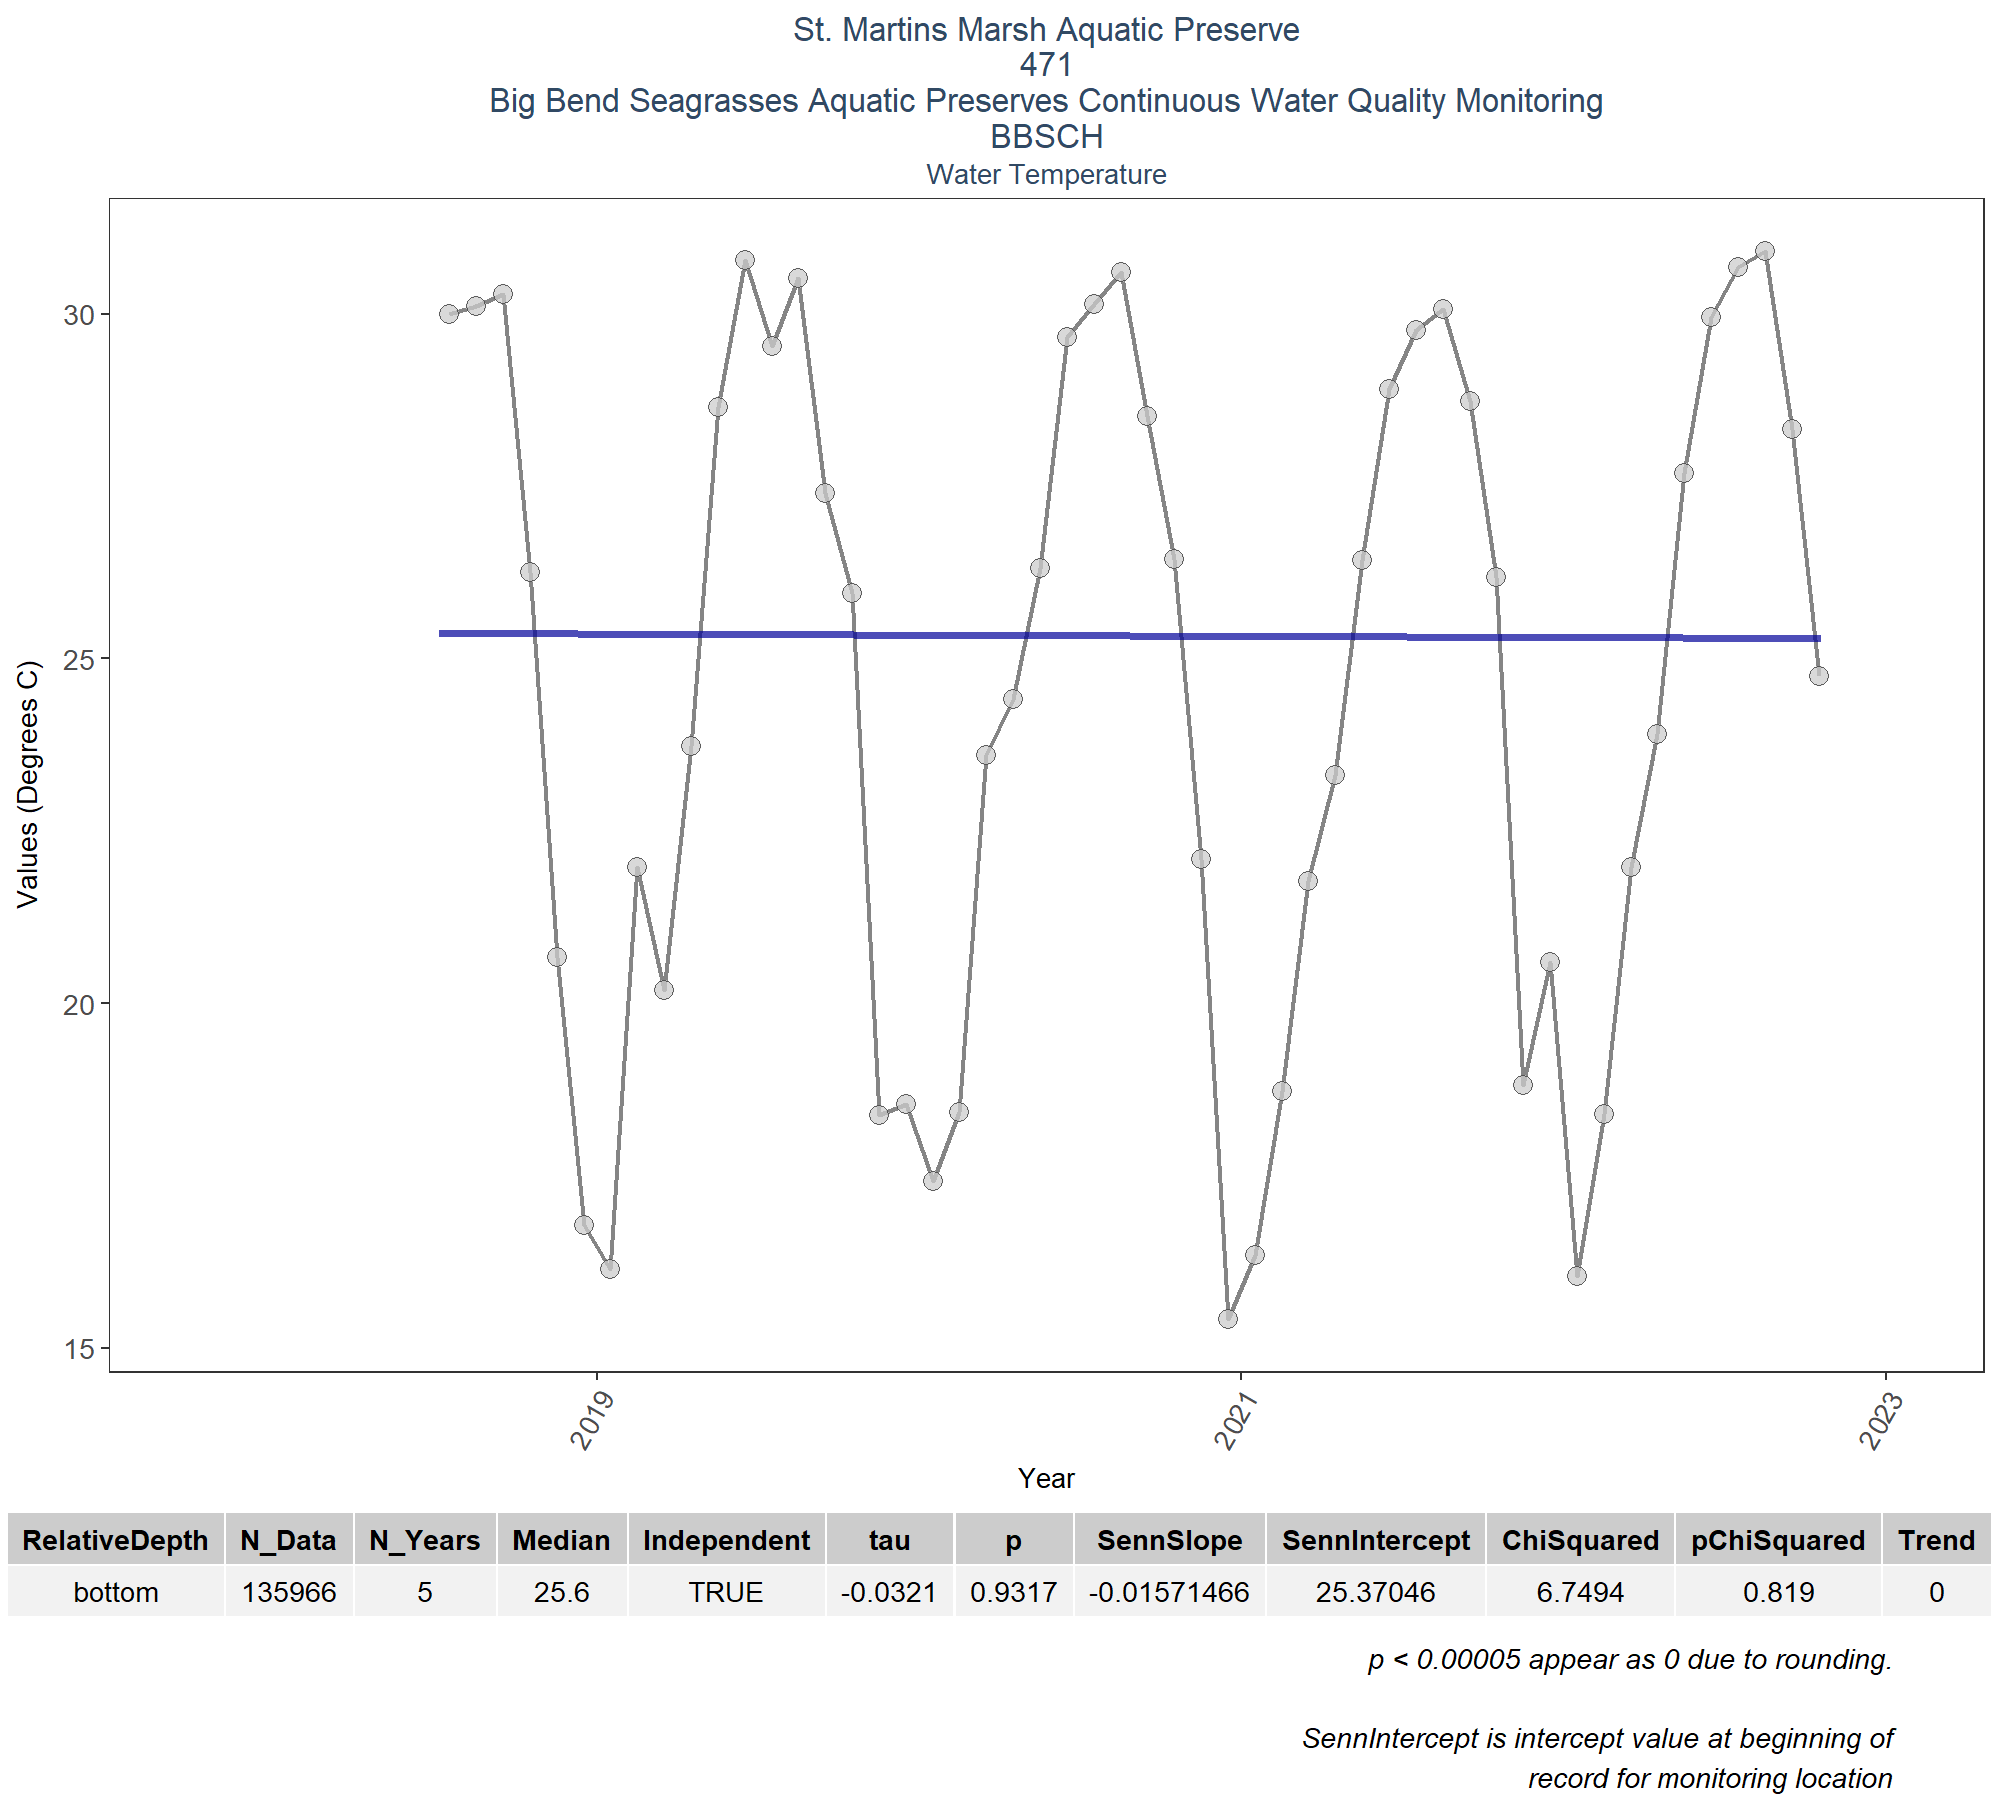 St. Martins Marsh Aquatic Preserve
471
Big Bend Seagrasses Aquatic Preserves Continuous Water Quality Monitoring
BBSCH
Water Temperature
30
25
20
15
Values (Degrees C)
2019 2021 2023
Year
RelativeDepth N_Data N_Years Median Independent tau p SennSlope SennIntercept ChiSquared pChiSquared Trend
bottom 135966 5 25.6 TRUE -0.0321 0.9317 -0.01571466 25.37046 6.7494 0.819 0
p < 0.00005 appear as 0 due to rounding.
SennIntercept is intercept value at beginning of
record for monitoring location